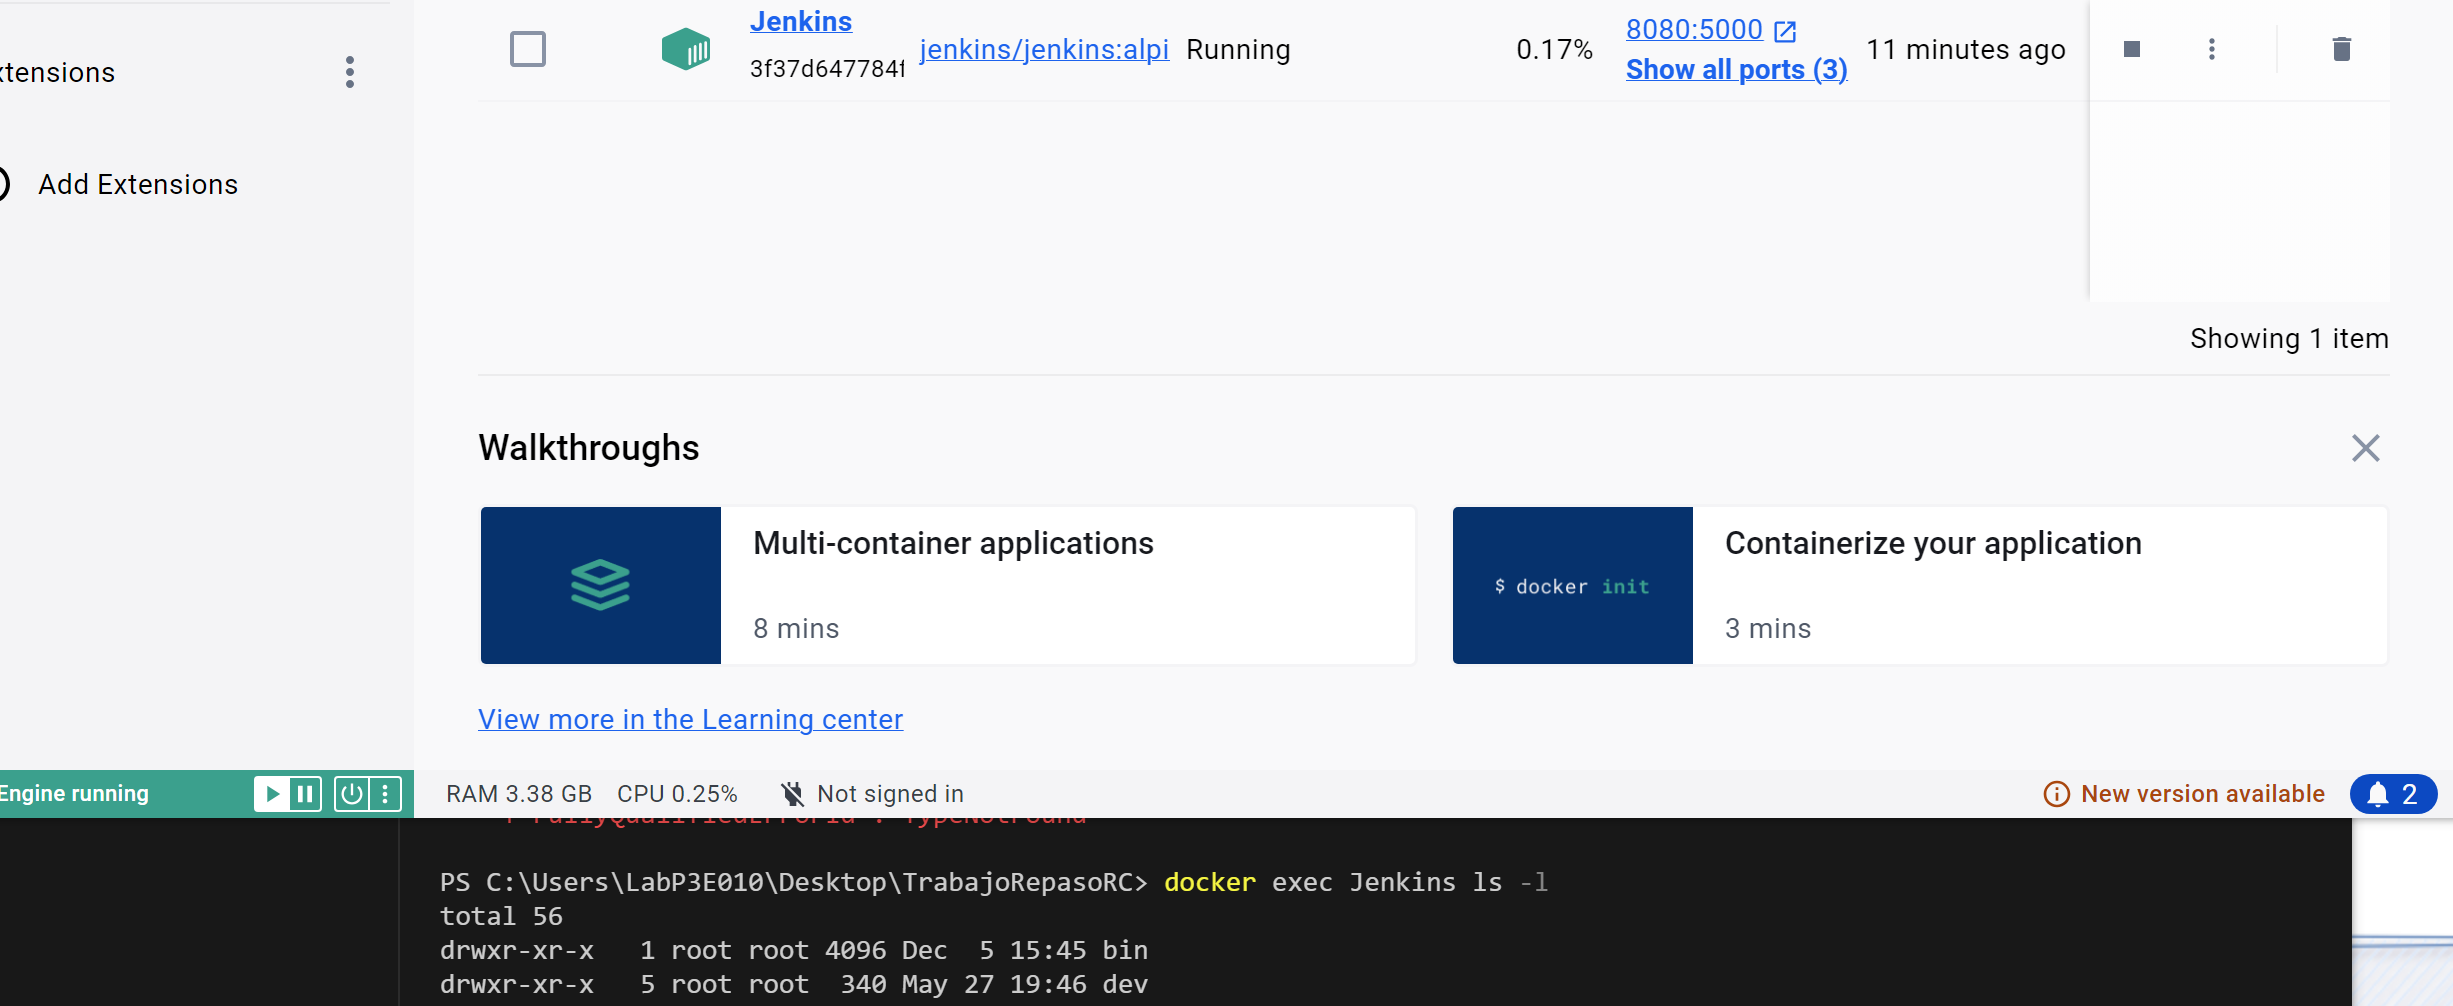 Jenkins
3f37d647784f
jenkins/jenkins:alpi
Running
0.17%
8080:5000
Show all ports (3)
11 minutes ago
xtensions
Add Extensions
Showing 1 item
Walkthroughs
Multi-container applications
8 mins
$ docker init
Containerize your application
3 mins
View more in the Learning center
Engine running
RAM 3.38 GB CPU 0.25% Not signed in
New version available
2
+ FullyQualifiedErrorId : TypeNotFound
PS C:\Users\LabP3E010\Desktop\TrabajoRepasoRC> docker exec Jenkins ls -l
total 56
drwxr-xr-x   1 root root 4096 Dec  5 15:45 bin
drwxr-xr-x   5 root root  340 May 27 19:46 dev